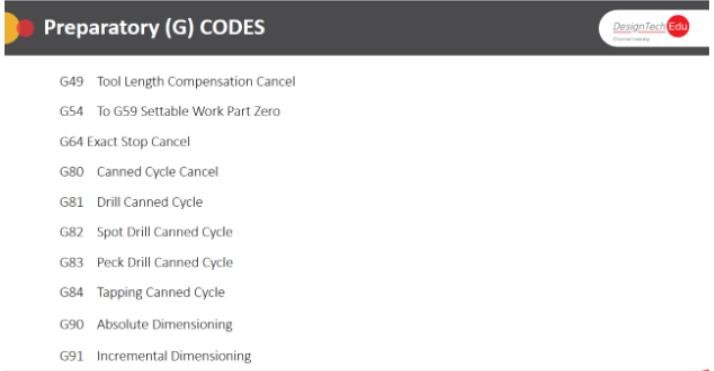 Preparatory (G) CODES
DesignTech Edu
G49 Tool Length Compensation Cancel
G54 To G59 Settable Work Part Zero
G64 Exact Stop Cancel
G80 Canned Cycle Cancel
G81 Drill Canned Cycle
G82 Spot Drill Canned Cycle
G83 Peck Drill Canned Cycle
G84 Tapping Canned Cycle
G90 Absolute Dimensioning
G91 Incremental Dimensioning